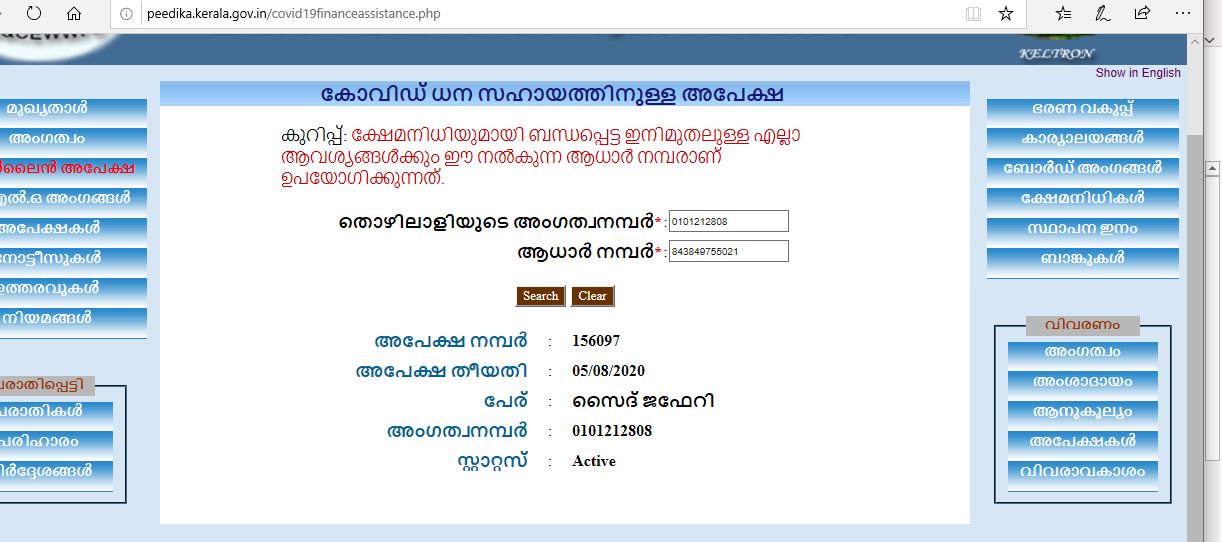 peedika.kerala.gov.in/covid19financeassistance.php
KELTRON
Show in English
കോവിഡ് ധന സഹായത്തിനുള്ള അപേക്ഷ
മുഖ്യതാൾ
അംഗത്വം
ലൈൻ അപേക്ഷ
എൽ.ഒ അംഗങ്ങൾ
അപേക്ഷകൾ
നോട്ടീസുകൾ
ഉത്തരവുകൾ
നിയമങ്ങൾ
രാതിപ്പെട്ടി
പരാതികൾ
പരിഹാരം
ർദ്ദേശങ്ങൾ
കുറിപ്പ്: ക്ഷേമനിധിയുമായി ബന്ധപ്പെട്ട ഇനിമുതലുള്ള എല്ലാ
ആവശ്യങ്ങൾക്കും ഈ നൽകുന്ന ആധാർ നമ്പരാണ്
ഉപയോഗിക്കുന്നത്.
തൊഴിലാളിയുടെ അംഗത്വനമ്പർ*: 0101212808
ആധാർ നമ്പർ*: 843849755021
Search Clear
അപേക്ഷ നമ്പർ : 156097
അപേക്ഷ തീയതി : 05/08/2020
പേര് : സൈദ് ജഫേറി
അംഗത്വനമ്പർ : 0101212808
സ്റ്റാറ്റസ് : Active
ഭരണ വകുപ്പ്
കാര്യാലയങ്ങൾ
ബോർഡ് അംഗങ്ങൾ
ക്ഷേമനിധികൾ
സ്ഥാപന ഇനം
ബാങ്കുകൾ
വിവരണം
അംഗത്വം
അംശാദായം
ആനുകൂല്യം
അപേക്ഷകൾ
വിവരാവകാശം